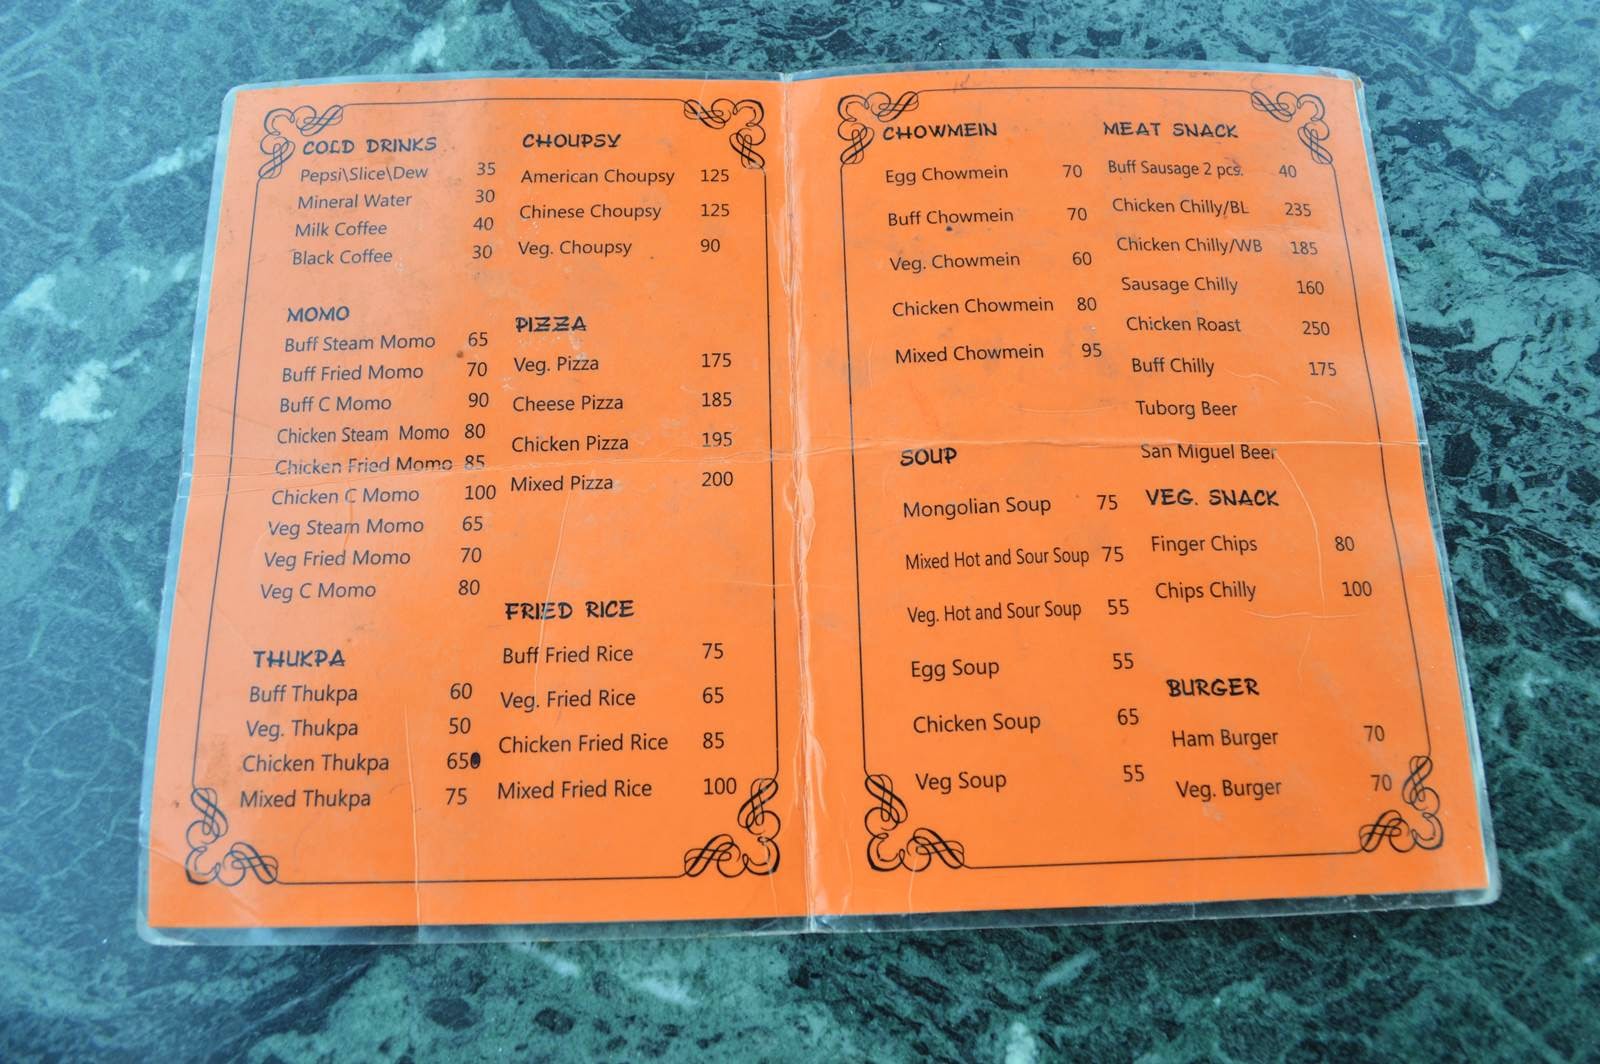 COLD DRINKS
Pepsi\Slice\Dew 35
Mineral Water 30
Milk Coffee 40
Black Coffee 30
MOMO
Buff Steam Momo 65
Buff Fried Momo 70
Buff C Momo 90
Chicken Steam Momo 80
Chicken Fried Momo 85
Chicken C Momo 100
Veg Steam Momo 65
Veg Fried Momo 70
Veg C Momo 80
THUKPA
Buff Thukpa 60
Veg. Thukpa 50
Chicken Thukpa 650
Mixed Thukpa 75
CHOUPSY
American Choupsy 125
Chinese Choupsy 125
Veg. Choupsy 90
PIZZA
Veg. Pizza 175
Cheese Pizza 185
Chicken Pizza 195
Mixed Pizza 200
FRIED RICE
Buff Fried Rice 75
Veg. Fried Rice 65
Chicken Fried Rice 85
Mixed Fried Rice 100
CHOWMEIN
Egg Chowmein 70
Buff Chowmein 70
Veg. Chowmein 60
Chicken Chowmein 80
Mixed Chowmein 95
SOUP
Mongolian Soup 75
Mixed Hot and Sour Soup 75
Veg. Hot and Sour Soup 55
Egg Soup 55
Chicken Soup 65
Veg Soup 55
MEAT SNACK
Buff Sausage 2 pcs. 40
Chicken Chilly/BL 235
Chicken Chilly/WB 185
Sausage Chilly 160
Chicken Roast 250
Buff Chilly 175
Tuborg Beer
San Miguel Beer
VEG. SNACK
Finger Chips 80
Chips Chilly 100
BURGER
Ham Burger 70
Veg. Burger 70